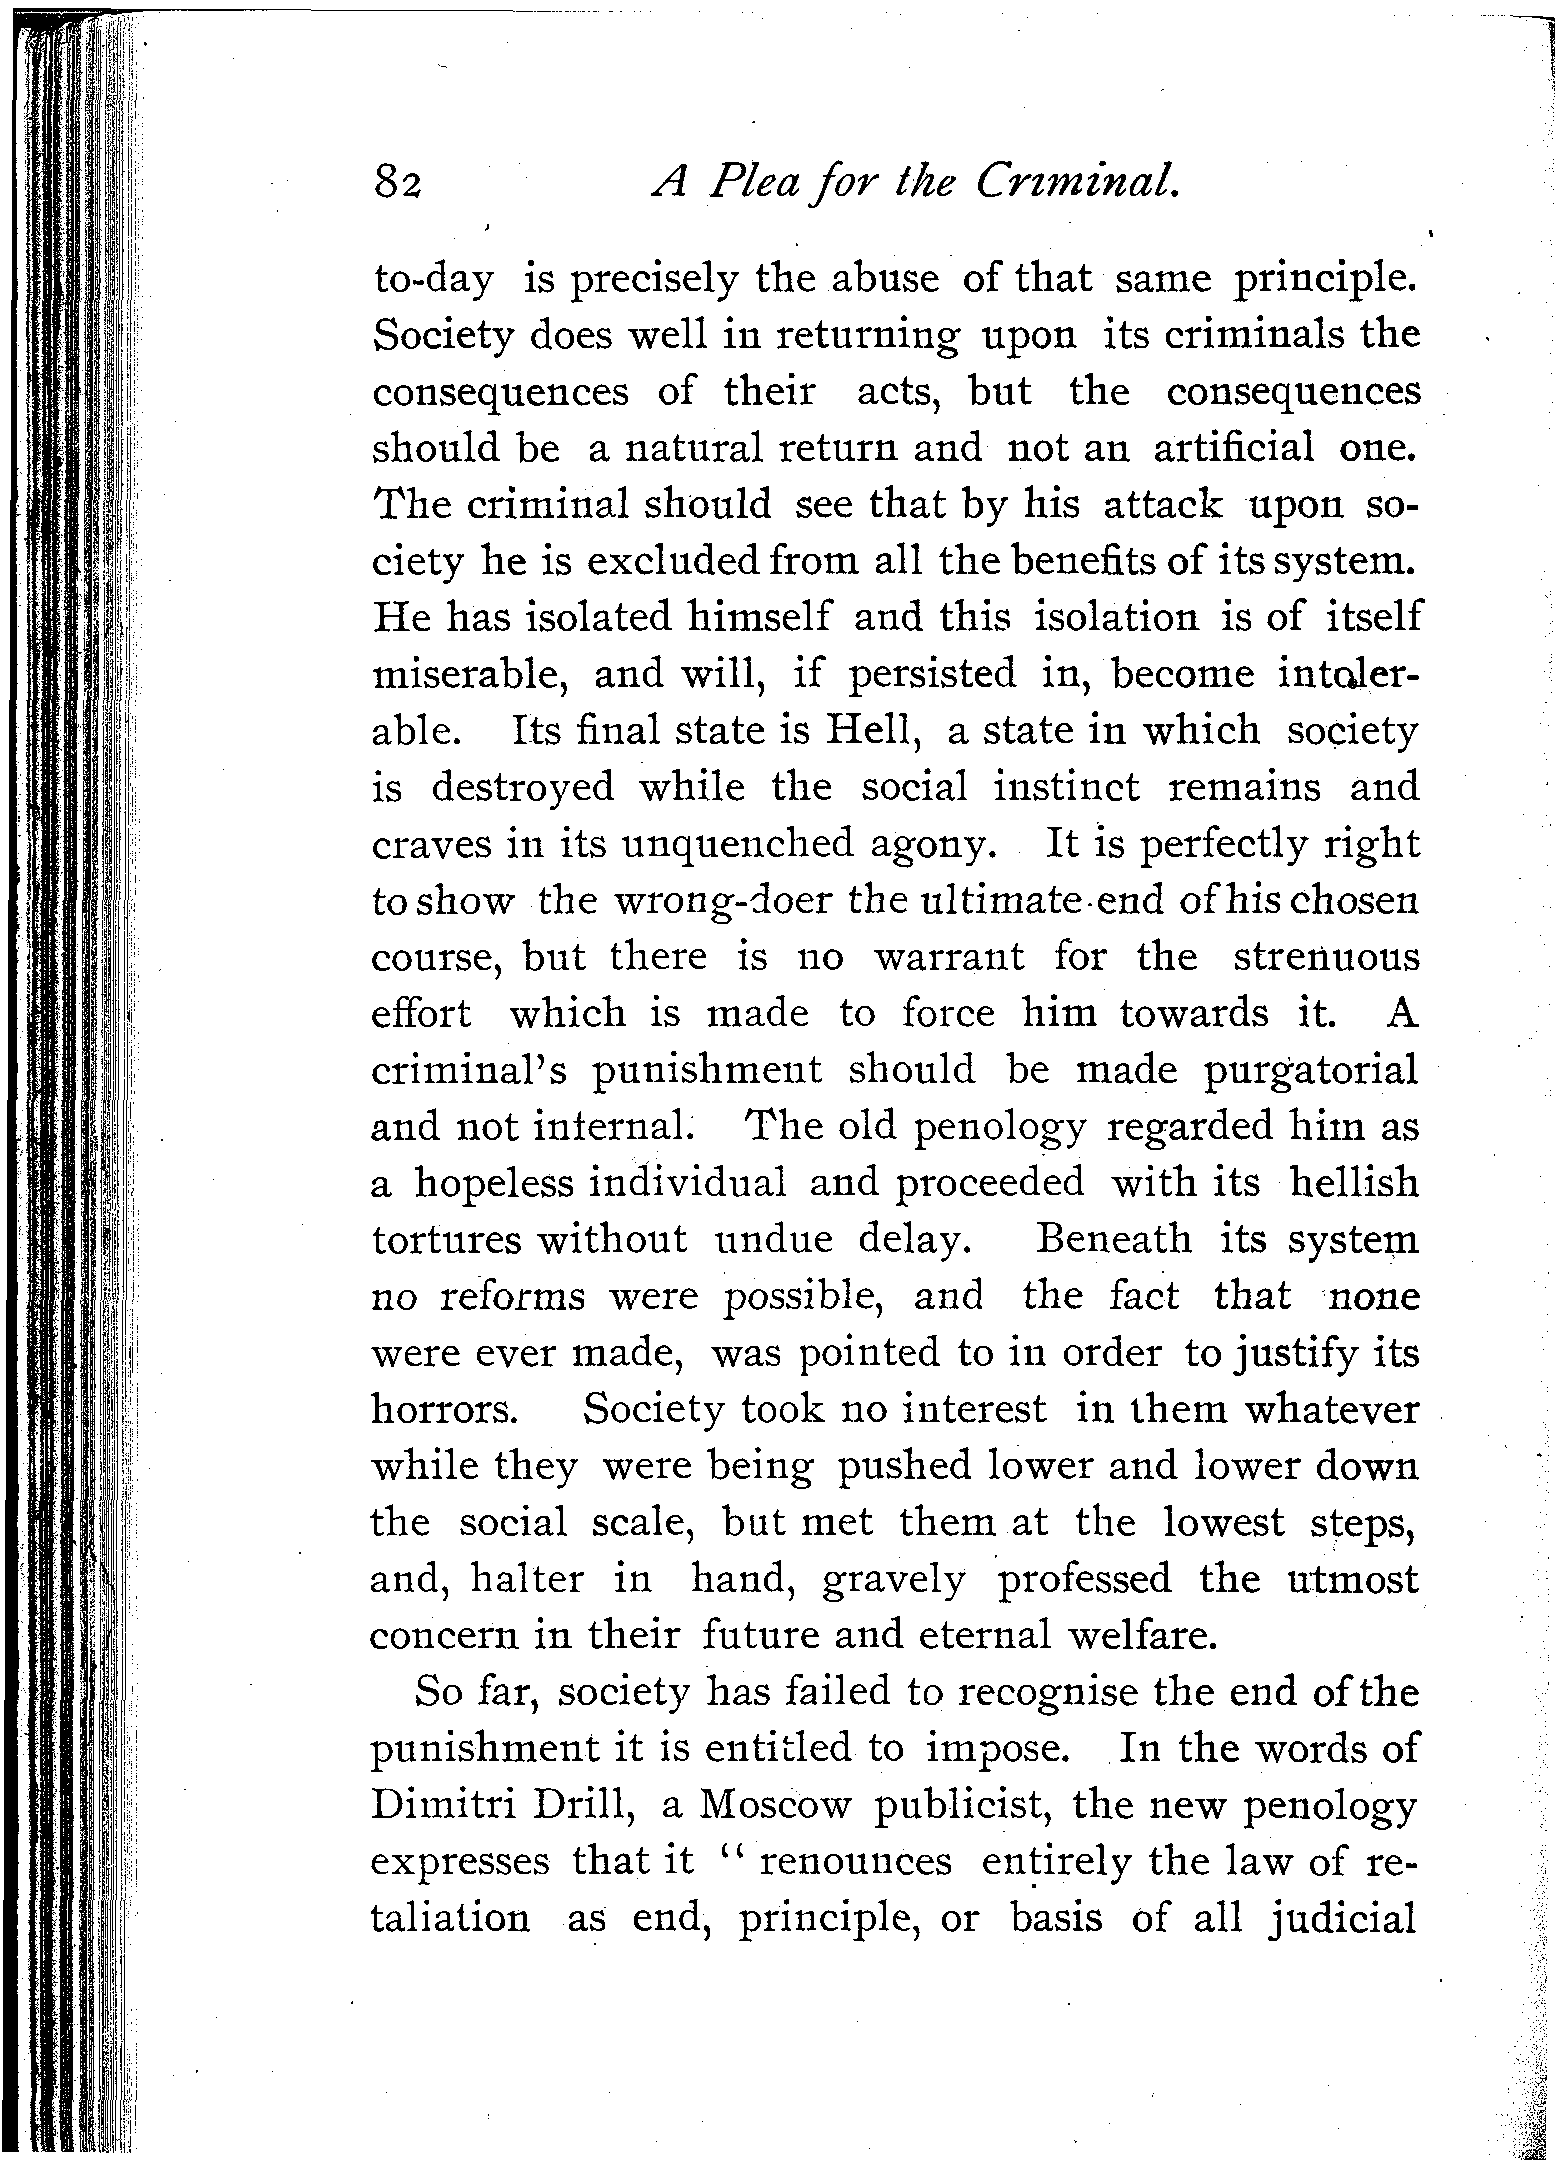 82 A Plea for the Criminal.
to-day is precisely the abuse of that same principle.
Society does well in returning upon its criminals the
consequences of their acts, but the consequences
should be a natural return and not an artificial one.
The criminal should see that by his attack upon so-
ciety he is excluded from all the benefits of its system.
He has isolated himself and this isolation is of itself
miserable, and will, if persisted in, become intoler-
able. Its final state is Hell, a state in which society
is destroyed while the social instinct remains and
craves in its unquenched agony. It is perfectly right
to show the wrong-doer the ultimate end of his chosen
course, but there is no warrant for the strenuous
effort which is made to force him towards it. A
criminal's punishment should be made purgatorial
and not internal. The old penology regarded him as
a hopeless individual and proceeded with its hellish
tortures without undue delay. Beneath its system
no reforms were possible, and the fact that none
were ever made, was pointed to in order to justify its
horrors. Society took no interest in them whatever
while they were being pushed lower and lower down
the social scale, but met them at the lowest steps,
and, halter in hand, gravely professed the utmost
concern in their future and eternal welfare.
So far, society has failed to recognise the end of the
punishment it is entitled to impose. In the words of
Dimitri Drill, a Moscow publicist, the new penology
expresses that it “ renounces entirely the law of re-
taliation as end, principle, or basis of all judicial